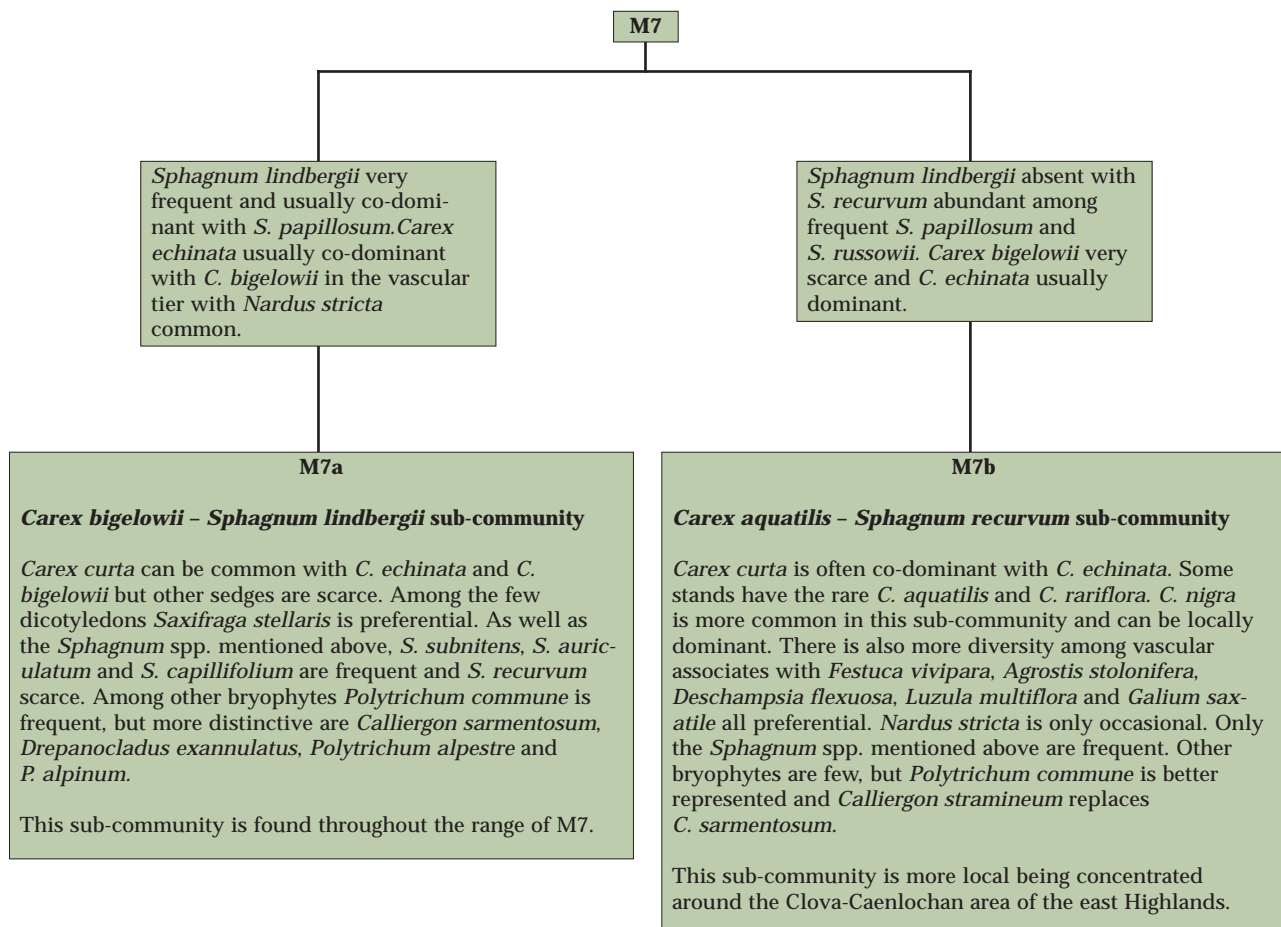 M7
Sphagnum lindbergii very
frequent and usually co-domi-
nant with S. papillosum.Carex
echinata usually co-dominant
with C. bigelowii in the vascular
tier with Nardus stricta
common.
Sphagnum lindbergii absent with
S. recurvum abundant among
frequent S. papillosum and
S. russowii. Carex bigelowii very
scarce and C. echinata usually
dominant.
M7a
Carex bigelowii – Sphagnum lindbergii sub-community
Carex curta can be common with C. echinata and C.
bigelowii but other sedges are scarce. Among the few
dicotyledons Saxifraga stellaris is preferential. As well as
the Sphagnum spp. mentioned above, S. subnitens, S. auric-
ulatum and S. capillifolium are frequent and S. recurvum
scarce. Among other bryophytes Polytrichum commune is
frequent, but more distinctive are Calliergon sarmentosum,
Drepanocladus exannulatus, Polytrichum alpestre and
P. alpinum.
This sub-community is found throughout the range of M7.
M7b
Carex aquatilis – Sphagnum recurvum sub-community
Carex curta is often co-dominant with C. echinata. Some
stands have the rare C. aquatilis and C. rariflora. C. nigra
is more common in this sub-community and can be locally
dominant. There is also more diversity among vascular
associates with Festuca vivipara, Agrostis stolonifera,
Deschampsia flexuosa, Luzula multiflora and Galium sax-
atile all preferential. Nardus stricta is only occasional. Only
the Sphagnum spp. mentioned above are frequent. Other
bryophytes are few, but Polytrichum commune is better
represented and Calliergon stramineum replaces
C. sarmentosum.
This sub-community is more local being concentrated
around the Clova-Caenlochan area of the east Highlands.